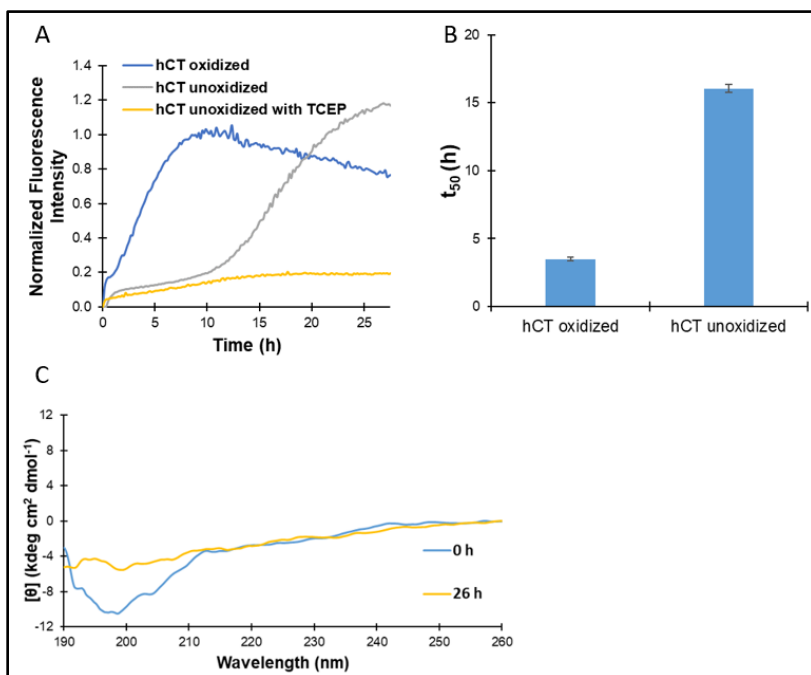 A
hCT oxidized
hCT unoxidized
hCT unoxidized with TCEP
Normalized Fluorescence
Intensity
1.4
1.2
1.0
0.8
0.6
0.4
0.2
0.0
0 5 10 15 20 25
Time (h)
B
t50 (h)
20
15
10
5
0
hCT oxidized hCT unoxidized
C
[θ] (kdeg cm² dmol⁻¹)
12
8
4
0
-4
-8
-12
0 h
26 h
190 200 210 220 230 240 250 260
Wavelength (nm)